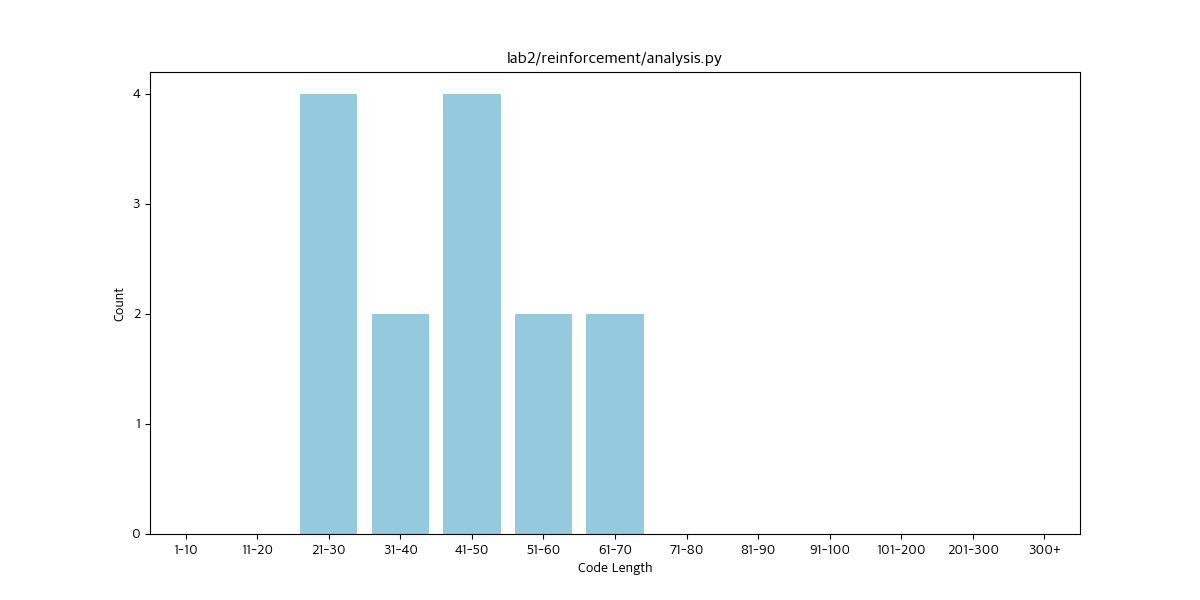 lab2/reinforcement/analysis.py
4
3
2
1
0
Count
1-10 11-20 21-30 31-40 41-50 51-60 61-70 71-80 81-90 91-100 101-200 201-300 300+
Code Length